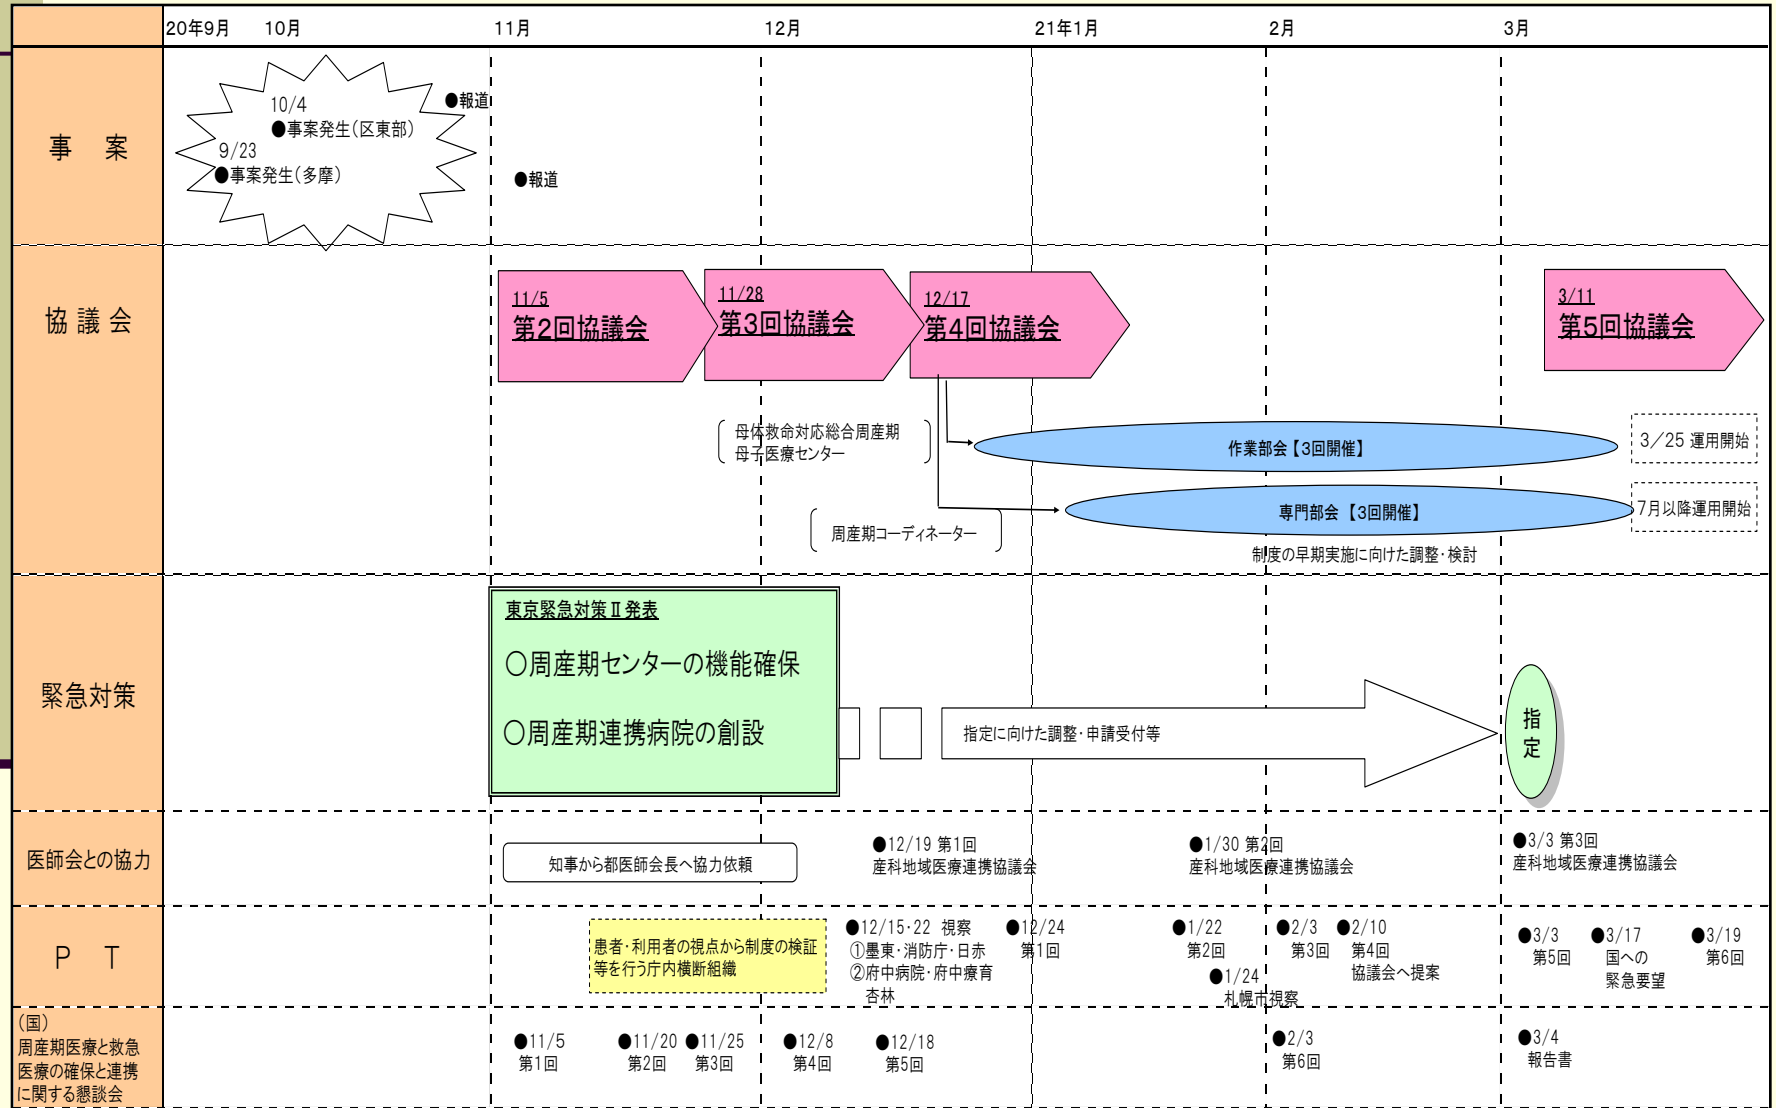 20年9月
10月
11月
12月
21年1月
2月
3月
事 案
10/4
●事案発生(区東部)
9/23
●事案発生(多摩)
●報道
●報道
協 議 会
11/5
第2回協議会
11/28
第3回協議会
12/17
第4回協議会
3/11
第5回協議会
母体救命対応総合周産期
母子医療センター
作業部会【3回開催】
3/25 運用開始
周産期コーディネーター
専門部会 【3回開催】
7月以降運用開始
制度の早期実施に向けた調整・検討
緊急対策
東京緊急対策Ⅱ発表
○周産期センターの機能確保
○周産期連携病院の創設
指定に向けた調整・申請受付等
指
定
医師会との協力
知事から都医師会長へ協力依頼
●12/19 第1回
産科地域医療連携協議会
●1/30 第2回
産科地域医療連携協議会
●3/3 第3回
産科地域医療連携協議会
P T
患者・利用者の視点から制度の検証
等を行う庁内横断組織
●12/15・22 視察
①墨東・消防庁・日赤
②府中病院・府中療育
杏林
●12/24
第1回
●1/22
第2回
●1/24
札幌市視察
●2/3
第3回
●2/10
第4回
協議会へ提案
●3/3
第5回
●3/17
国への
緊急要望
●3/19
第6回
(国)
周産期医療と救急
医療の確保と連携
に関する懇談会
●11/5
第1回
●11/20
第2回
●11/25
第3回
●12/8
第4回
●12/18
第5回
●2/3
第6回
●3/4
報告書